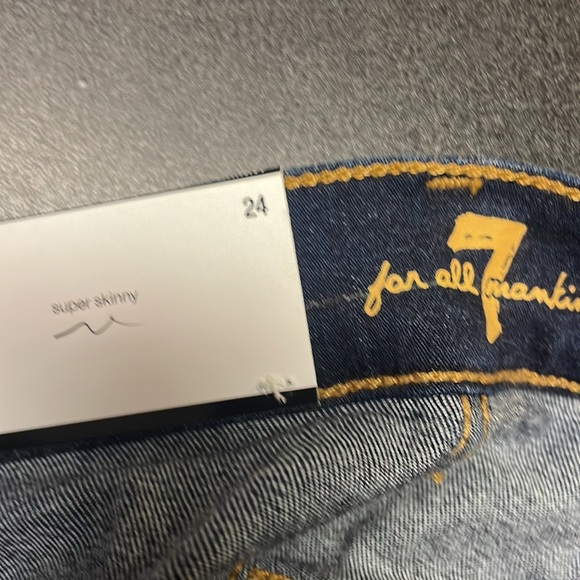 24
super skinny
7
for all mankin